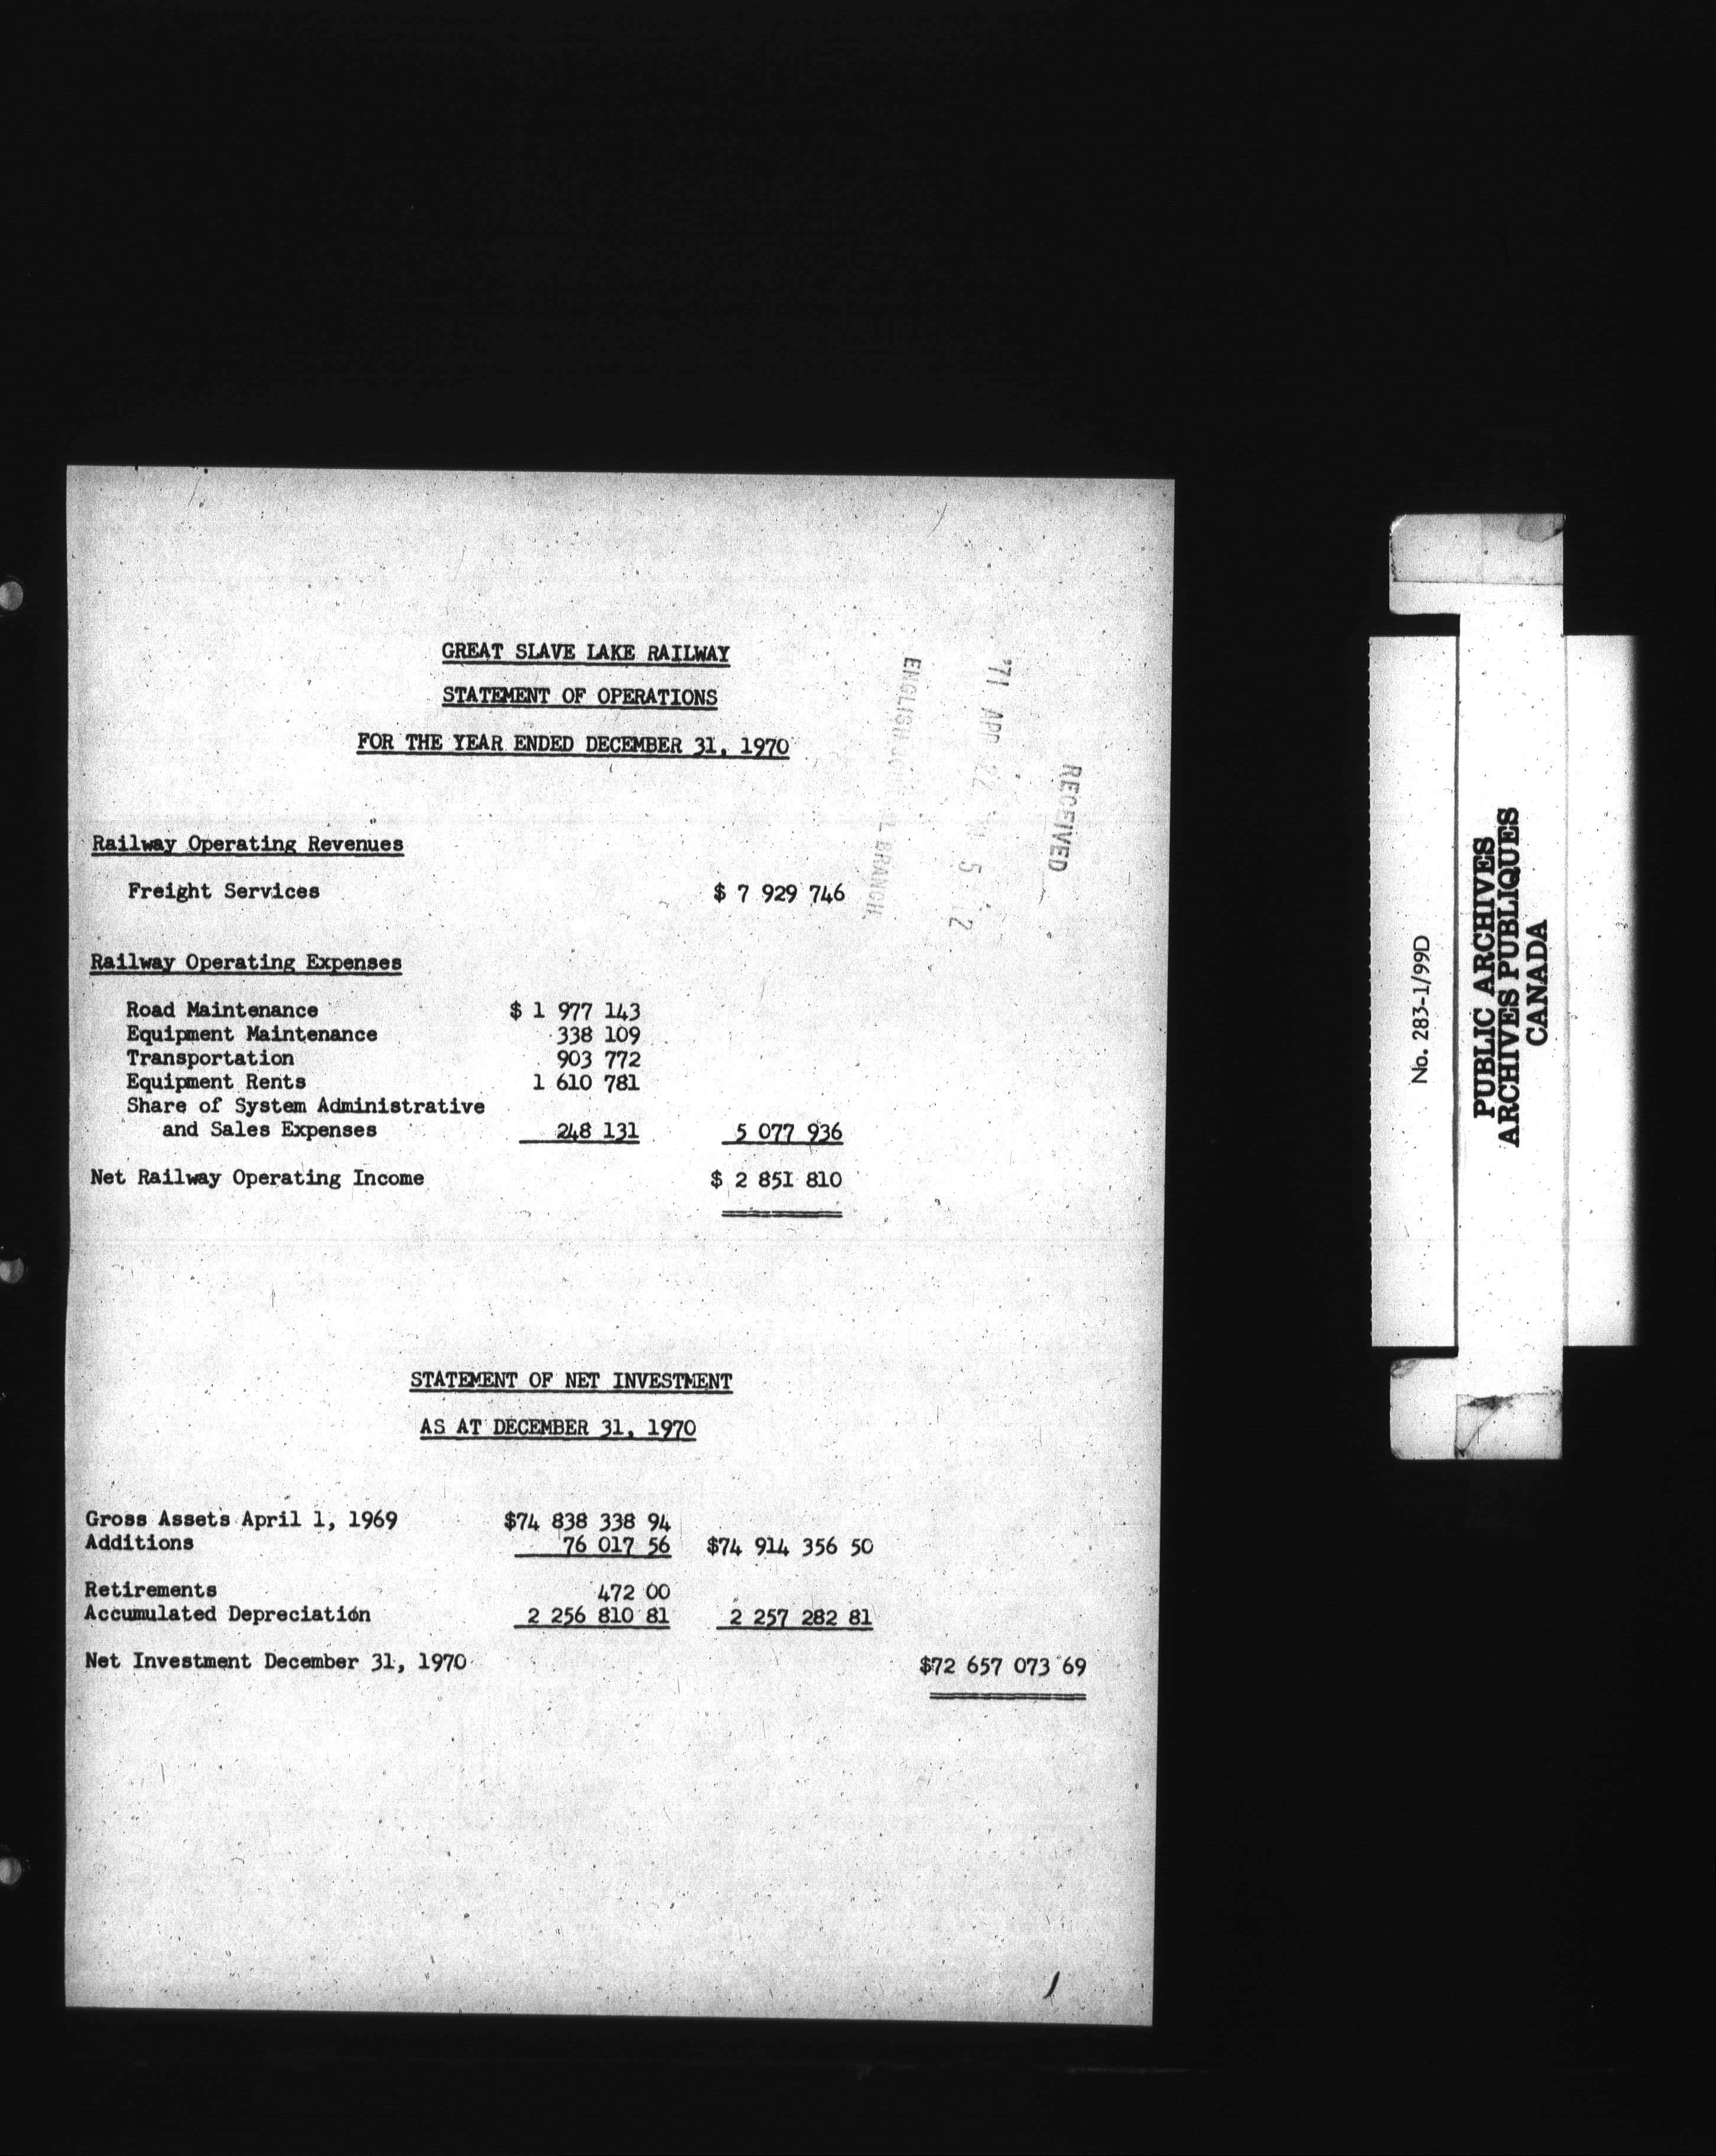 GREAT SLAVE LAKE RAILWAY
STATEMENT OF OPERATIONS
FOR THE YEAR ENDED DECEMBER 31, 1970
RECEIVED
'71 APR 22
5 12
BRANCH
Railway Operating Revenues
Freight Services $ 7 929 746
Railway Operating Expenses
Road Maintenance $ 1 977 143
Equipment Maintenance 338 109
Transportation 903 772
Equipment Rents 1 610 781
Share of System Administrative
and Sales Expenses 248 131 5 077 936
Net Railway Operating Income $ 2 851 810
STATEMENT OF NET INVESTMENT
AS AT DECEMBER 31, 1970
Gross Assets April 1, 1969 $74 838 338 94
Additions 76 017 56 $74 914 356 50
Retirements 472 00
Accumulated Depreciation 2 256 810 81 2 257 282 81
Net Investment December 31, 1970 $72 657 073 69
No. 283-1/99D
PUBLIC ARCHIVES
ARCHIVES PUBLIQUES
CANADA